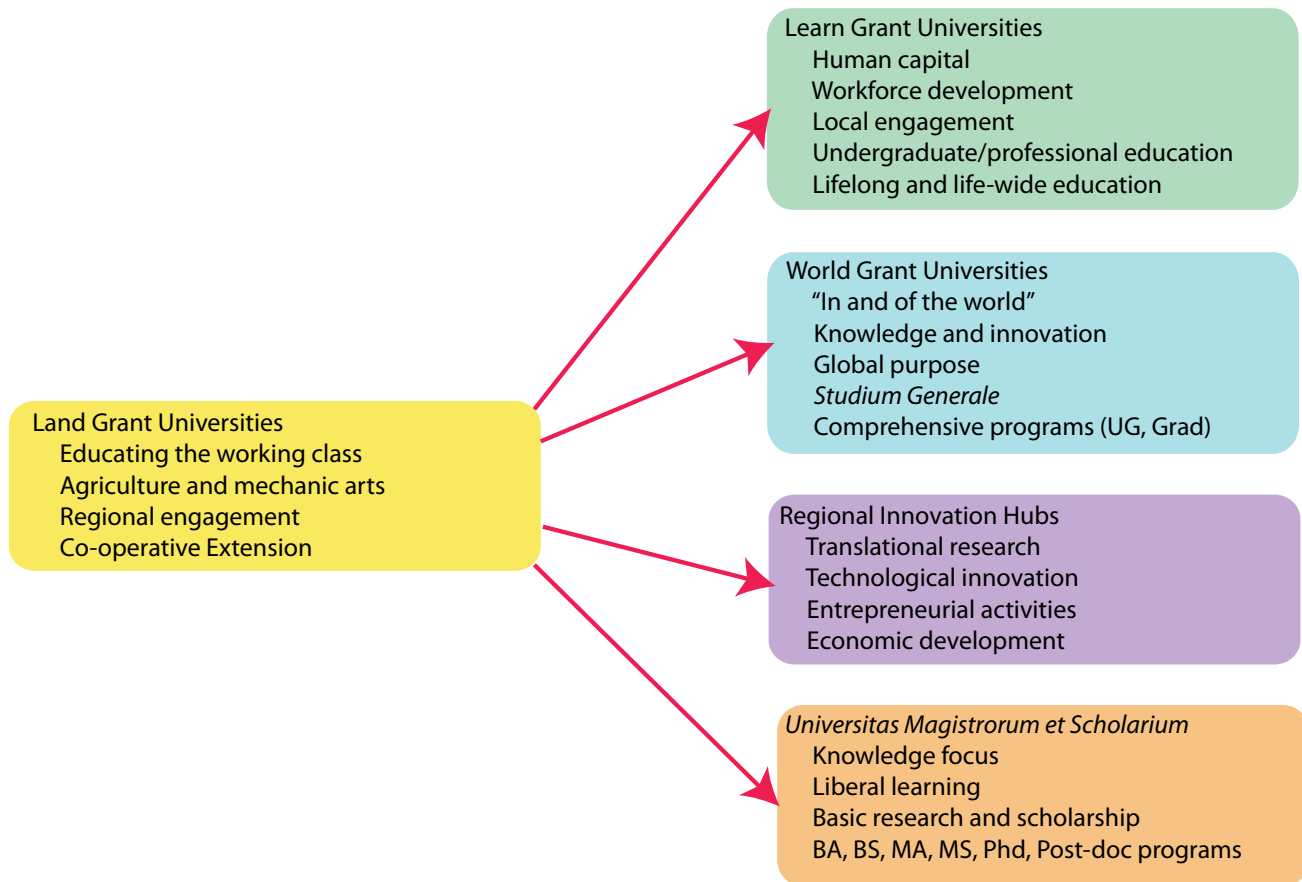 Land Grant Universities
Educating the working class
Agriculture and mechanic arts
Regional engagement
Co-operative Extension
Learn Grant Universities
Human capital
Workforce development
Local engagement
Undergraduate/professional education
Lifelong and life-wide education
World Grant Universities
“In and of the world”
Knowledge and innovation
Global purpose
Studium Generale
Comprehensive programs (UG, Grad)
Regional Innovation Hubs
Translational research
Technological innovation
Entrepreneurial activities
Economic development
Universitas Magistrorum et Scholarium
Knowledge focus
Liberal learning
Basic research and scholarship
BA, BS, MA, MS, Phd, Post-doc programs